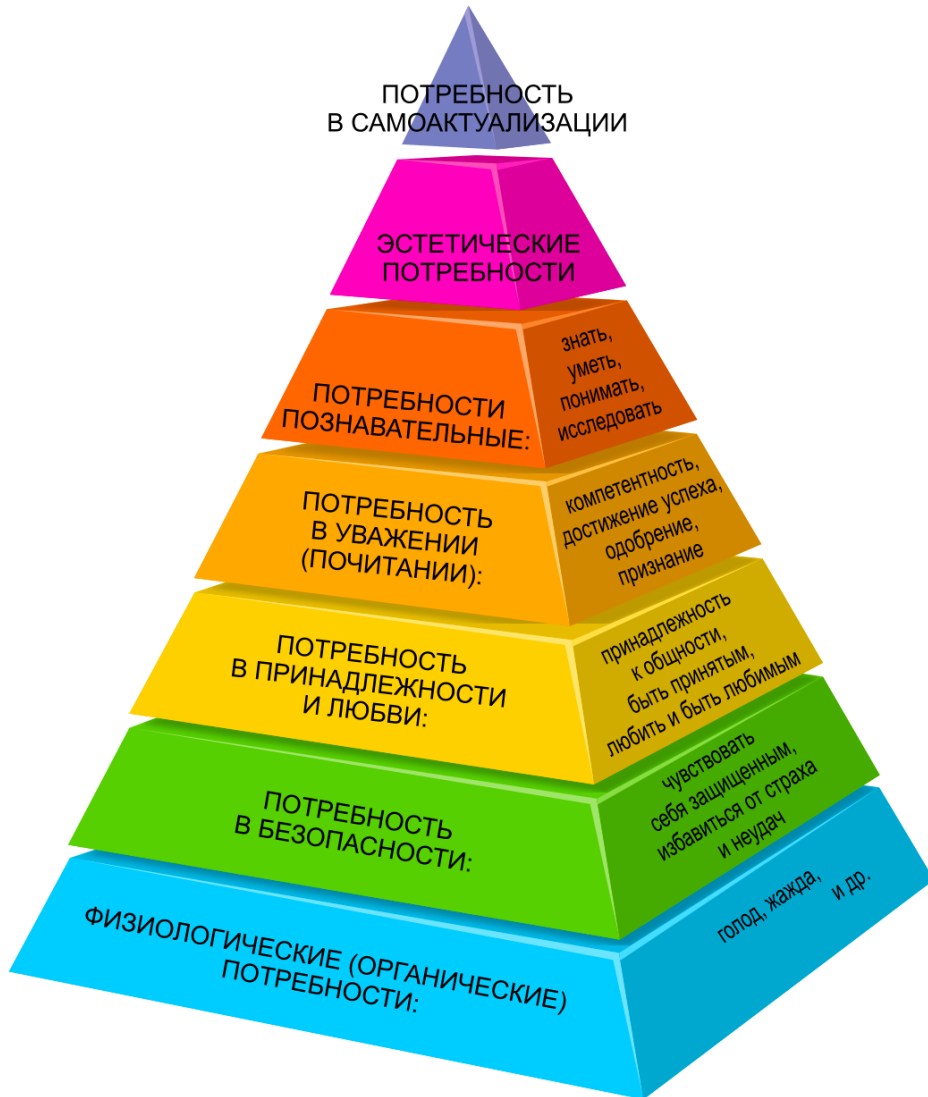 ПОТРЕБНОСТЬ
В САМОАКТУАЛИЗАЦИИ
ЭСТЕТИЧЕСКИЕ
ПОТРЕБНОСТИ
ПОТРЕБНОСТИ
ПОЗНАВАТЕЛЬНЫЕ:
знать,
уметь,
понимать,
исследовать
ПОТРЕБНОСТЬ
В УВАЖЕНИИ
(ПОЧИТАНИИ):
компетентность,
достижение успеха,
одобрение,
признание
ПОТРЕБНОСТЬ
В ПРИНАДЛЕЖНОСТИ
И ЛЮБВИ:
принадлежность
к общности,
быть принятым,
любить и быть любимым
ПОТРЕБНОСТЬ
В БЕЗОПАСНОСТИ:
чувствовать
себя защищенным,
избавиться от страха
и неудач
ФИЗИОЛОГИЧЕСКИЕ (ОРГАНИЧЕСКИЕ)
ПОТРЕБНОСТИ:
голод, жажда,
и др.